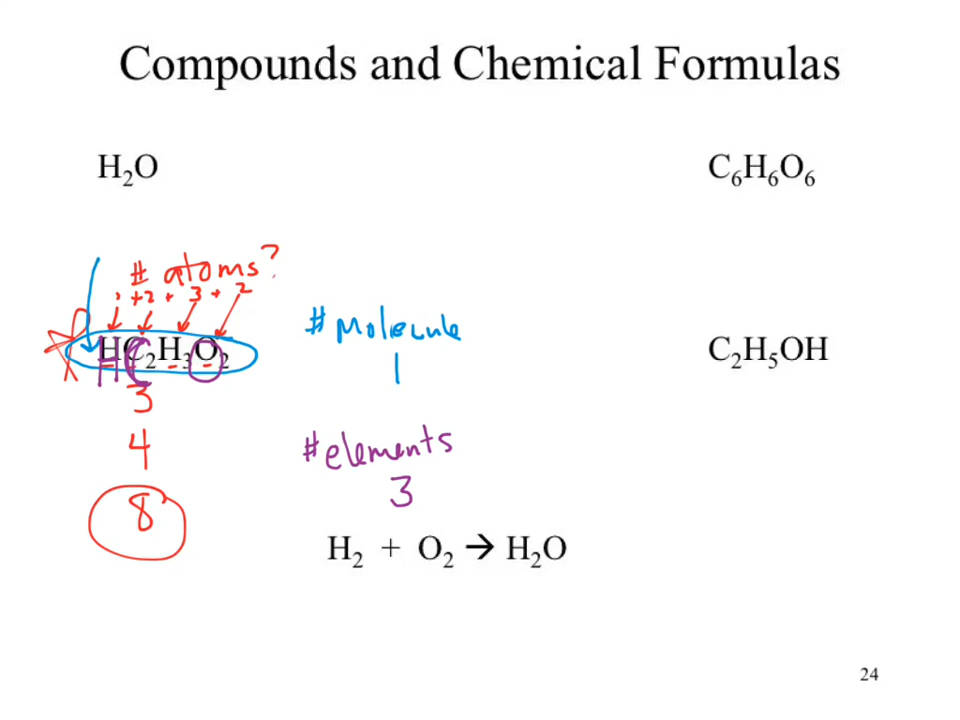 Compounds and Chemical Formulas
H₂O
C₆H₆O₆
# atoms?
1 + 2 + 3 + 2
# molecule
1
HC₂H₃O₂
C₂H₅OH
H C
3
4
8
# elements
3
H₂ + O₂ → H₂O
24